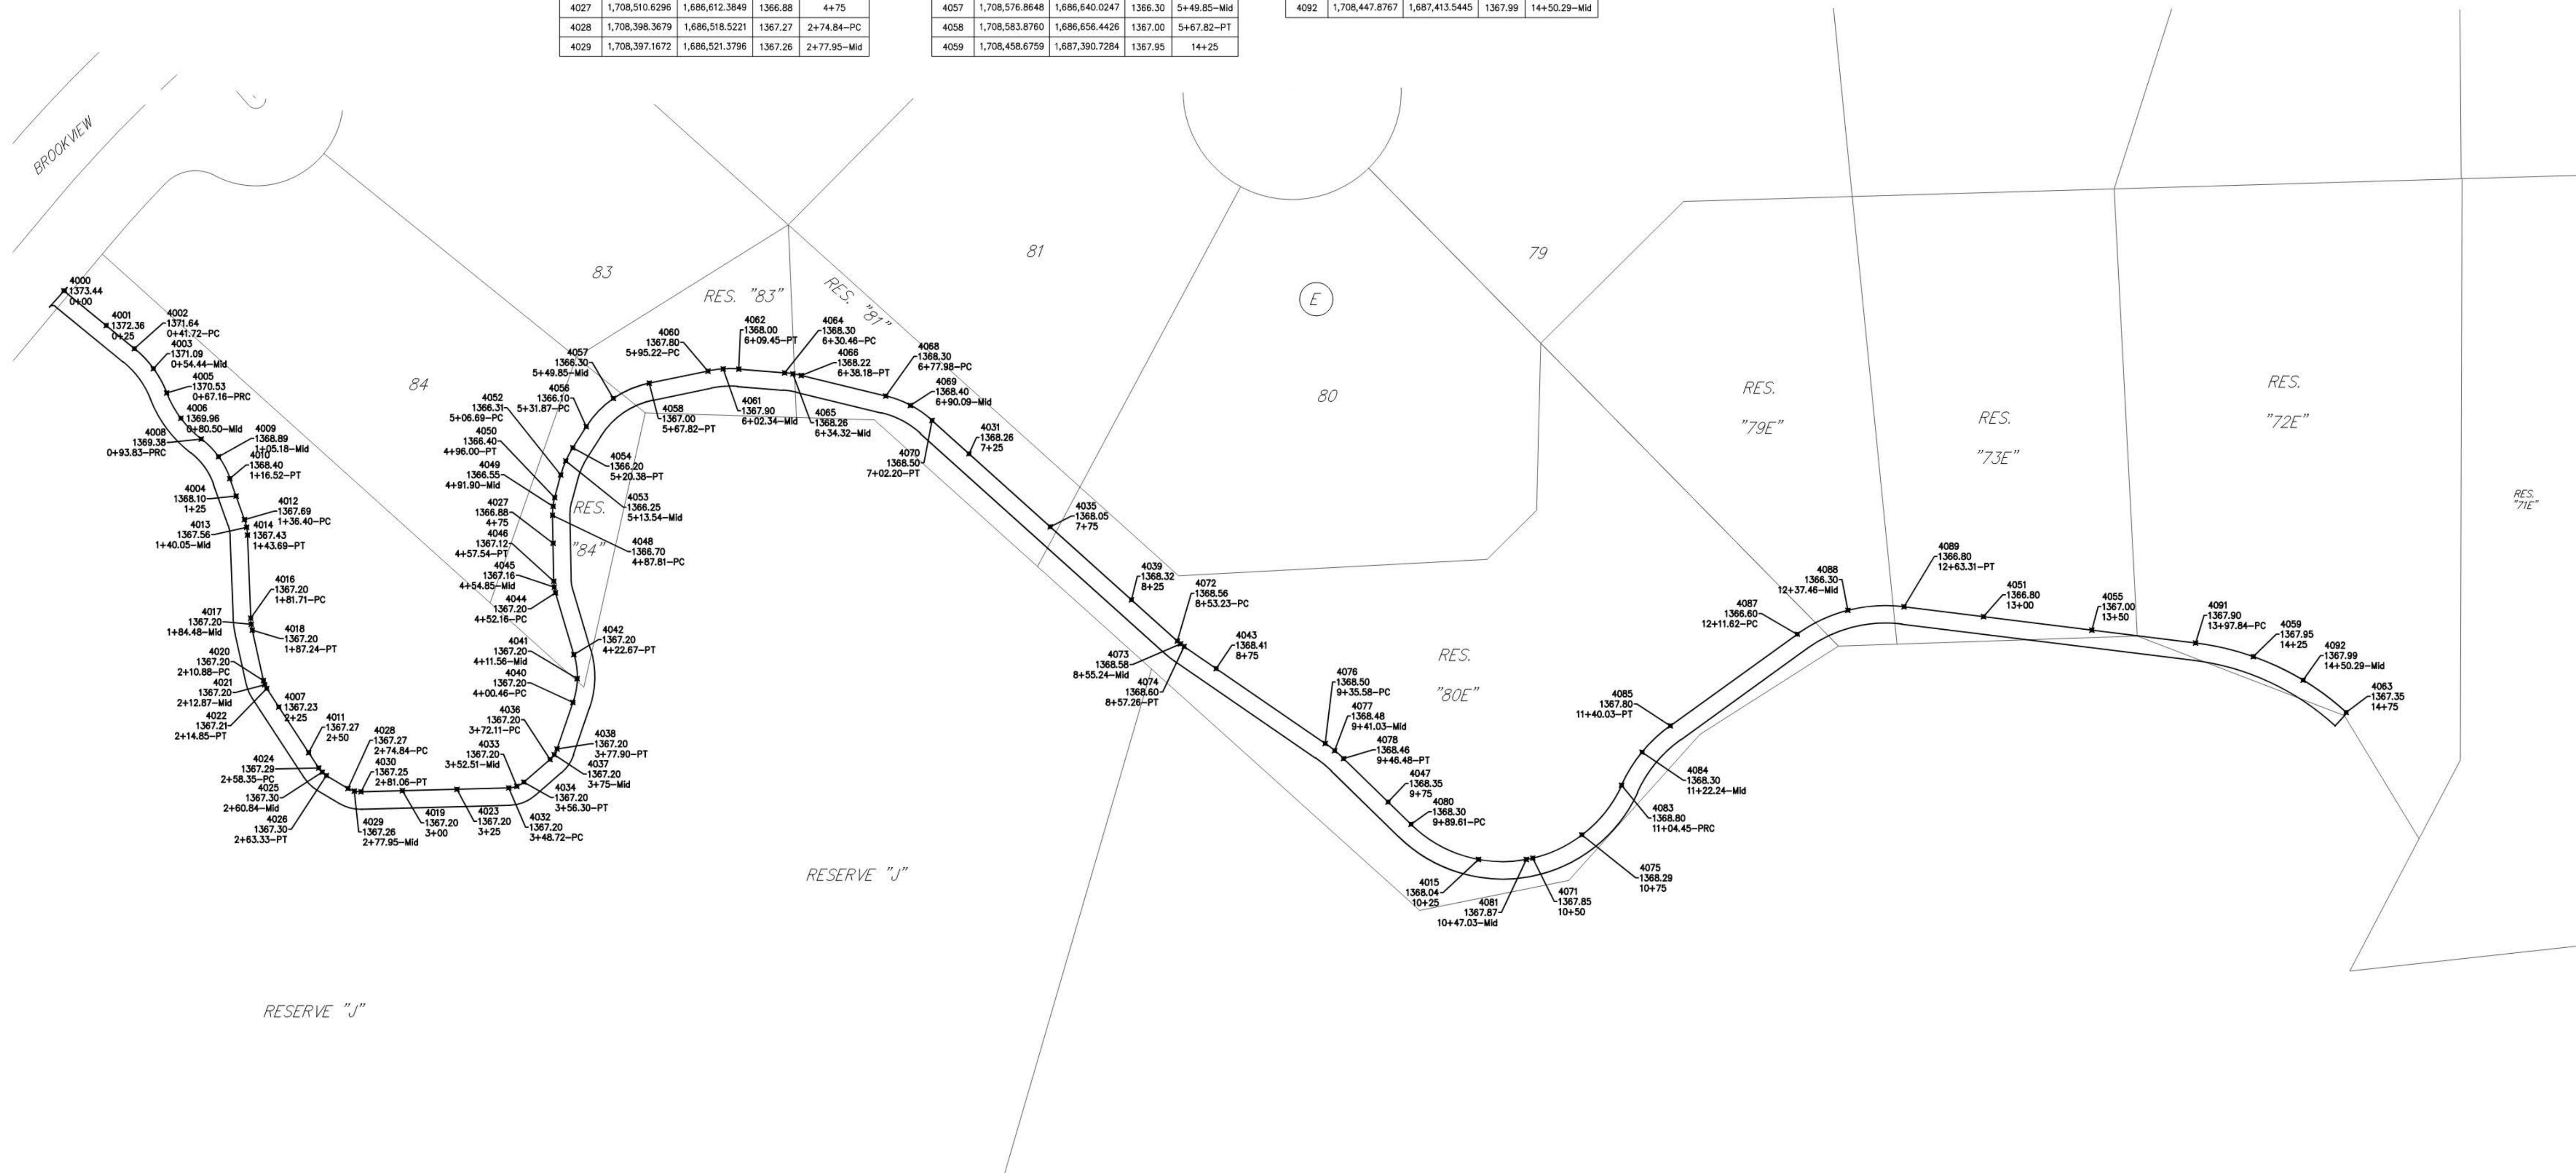 4027 1,708,510.6296 1,686,612.3849 1366.88 4+75
4028 1,708,398.3679 1,686,518.5221 1367.27 2+74.84-PC
4029 1,708,397.1672 1,686,521.3796 1367.26 2+77.95-Mid
4057 1,708,576.8648 1,686,640.0247 1366.30 5+49.85-Mid
4058 1,708,583.8760 1,686,656.4426 1367.00 5+67.82-PT
4059 1,708,458.6759 1,687,390.7284 1367.95 14+25
4092 1,708,447.8767 1,687,413.5445 1367.99 14+50.29-Mid
BROOKVIEW
4000
1373.44
0+00
4001
1372.36
0+25
4002
1371.64
0+41.72-PC
4003
1371.09
0+54.44-Mid
4005
1370.53
0+67.16-PRC
4006
1369.96
0+80.50-Mid
4008
1369.38
0+93.83-PRC
4009
1368.89
1+05.18-Mid
4010
1368.40
1+16.52-PT
4004
1368.10
1+25
4012
1367.69
1+36.40-PC
4013
1367.56
1+40.05-Mid
4014
1367.43
1+43.69-PT
4016
1367.20
1+81.71-PC
4017
1367.20
1+84.48-Mid
4018
1367.20
1+87.24-PT
4020
1367.20
2+10.88-PC
4021
1367.20
2+12.87-Mid
4022
1367.21
2+14.85-PT
4007
1367.23
2+25
4011
1367.27
2+50
4024
1367.29
2+58.35-PC
4025
1367.30
2+60.84-Mid
4026
1367.30
2+63.33-PT
4028
1367.27
2+74.84-PC
4030
1367.25
2+81.06-PT
4029
1367.26
2+77.95-Mid
4019
1367.20
3+00
4023
1367.20
3+25
4032
1367.20
3+48.72-PC
4033
1367.20
3+52.51-Mid
4034
1367.20
3+56.30-PT
4036
1367.20
3+72.11-PC
4037
1367.20
3+75-Mid
4038
1367.20
3+77.90-PT
4040
1367.20
4+00.46-PC
4041
1367.20
4+11.56-Mid
4042
1367.20
4+22.67-PT
4044
1367.20
4+52.16-PC
4045
1367.16
4+54.85-Mid
4046
1367.12
4+57.54-PT
4027
1366.88
4+75
4048
1366.70
4+87.81-PC
4049
1366.55
4+91.90-Mid
4050
1366.40
4+96.00-PT
4052
1366.31
5+06.69-PC
4053
1366.25
5+13.54-Mid
4054
1366.20
5+20.38-PT
4056
1366.10
5+31.87-PC
4057
1366.30
5+49.85-Mid
4058
1367.00
5+67.82-PT
4060
1367.80
5+95.22-PC
4061
1367.90
6+02.34-Mid
4062
1368.00
6+09.45-PT
4064
1368.30
6+30.46-PC
4065
1368.26
6+34.32-Mid
4066
1368.22
6+38.18-PT
4068
1368.30
6+77.98-PC
4069
1368.40
6+90.09-Mid
4070
1368.50
7+02.20-PT
4031
1368.26
7+25
4035
1368.05
7+75
4039
1368.32
8+25
4072
1368.56
8+53.23-PC
4073
1368.58
8+55.24-Mid
4074
1368.60
8+57.26-PT
4043
1368.41
8+75
4076
1368.50
9+35.58-PC
4077
1368.48
9+41.03-Mid
4078
1368.46
9+46.48-PT
4047
1368.35
9+75
4080
1368.30
9+89.61-PC
4015
1368.04
10+25
4081
1367.87
10+47.03-Mid
4071
1367.85
10+50
4075
1368.29
10+75
4083
1368.80
11+04.45-PRC
4084
1368.30
11+22.24-Mid
4085
1367.80
11+40.03-PT
4087
1366.60
12+11.62-PC
4088
1366.30
12+37.46-Mid
4089
1366.80
12+63.31-PT
4051
1366.80
13+00
4055
1367.00
13+50
4091
1367.90
13+97.84-PC
4059
1367.95
14+25
4092
1367.99
14+50.29-Mid
4063
1367.35
14+75
84
83
81
80
79
E
RES. "83"
RES. "81"
RES.
"84"
RES.
"80E"
RES.
"79E"
RES.
"73E"
RES.
"72E"
RES.
"71E"
RESERVE "J"
RESERVE "J"